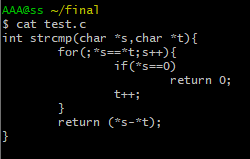 AAA@ss ~/final
$ cat test.c
int strcmp(char *s,char *t){
        for(;*s==*t;s++){
                if(*s==0)
                        return 0;
                t++;
        }
        return (*s-*t);
}